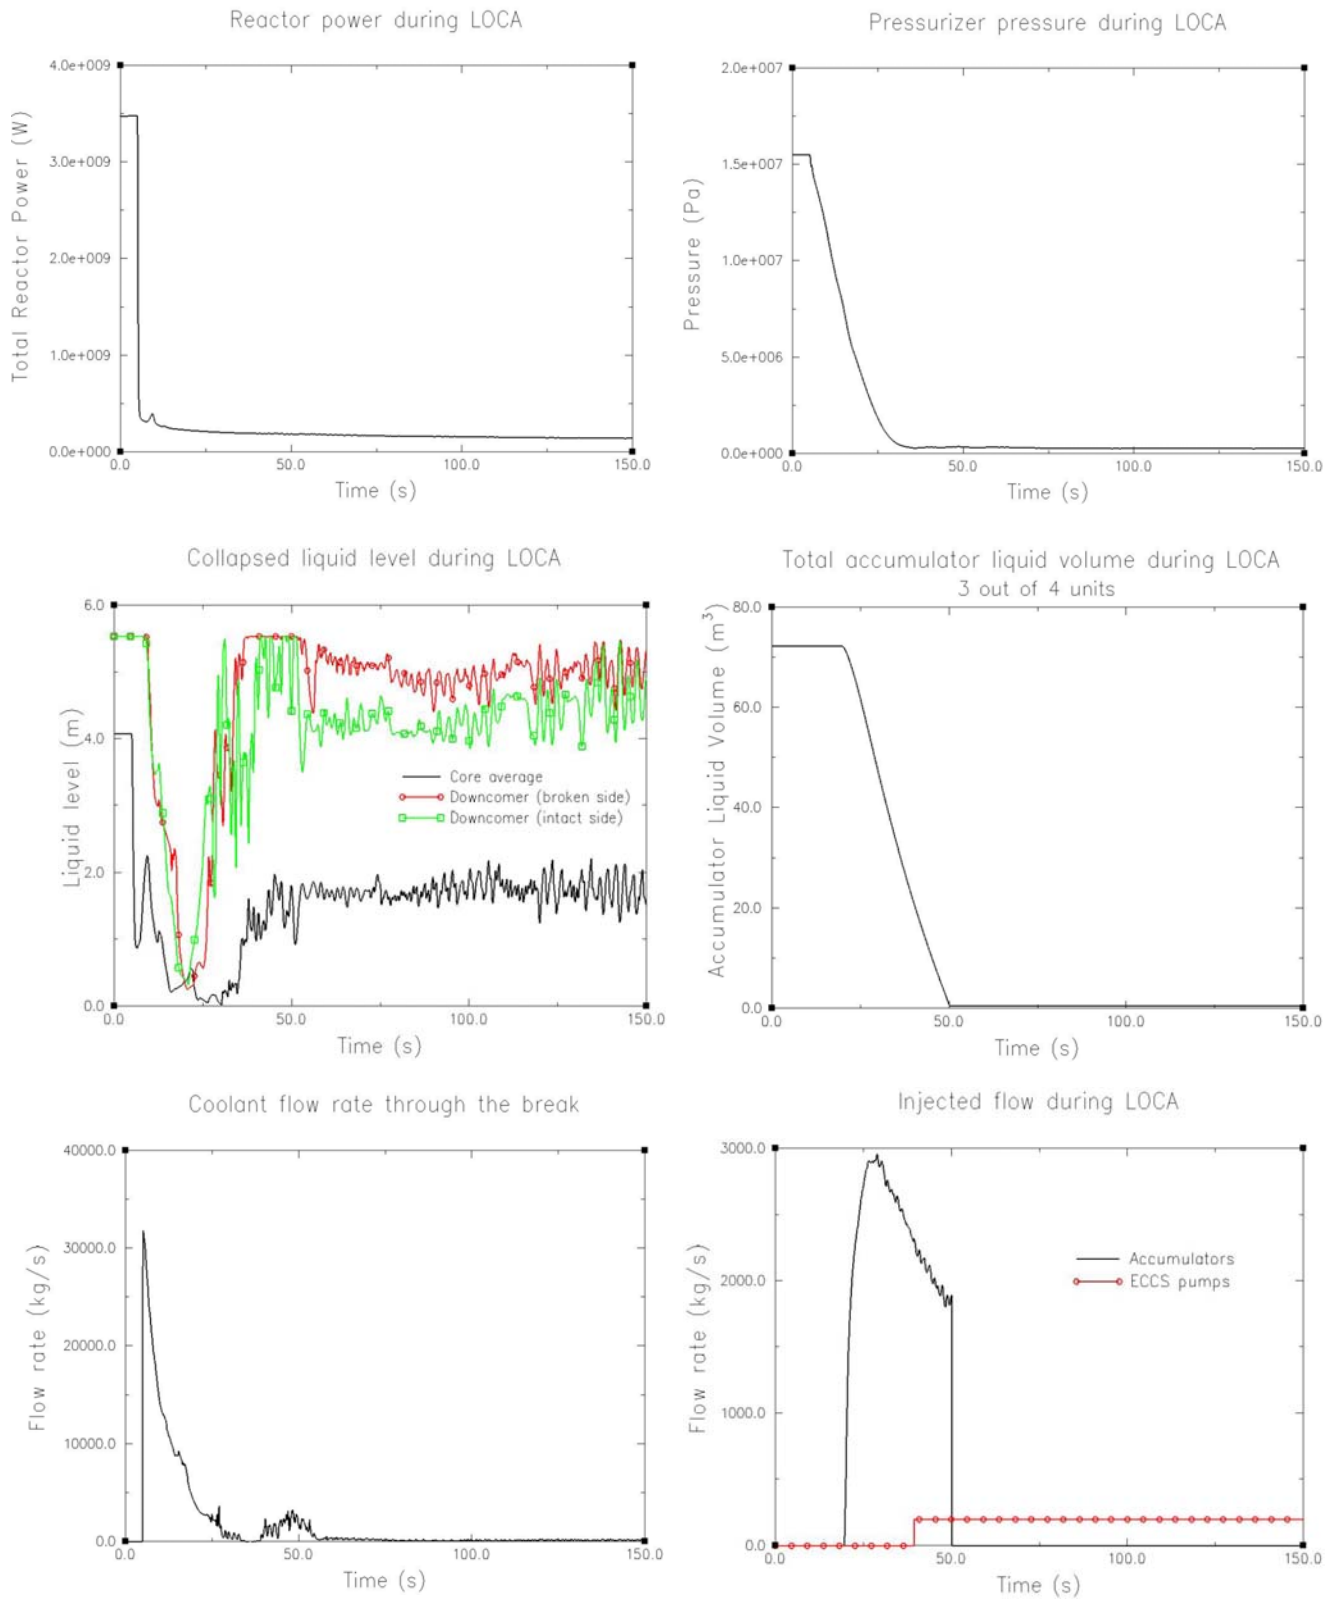 Reactor power during LOCA
4.0e+009
3.0e+009
2.0e+009
1.0e+009
0.0e+000
Total Reactor Power (W)
0.0 50.0 100.0 150.0
Time (s)
Pressurizer pressure during LOCA
2.0e+007
1.5e+007
1.0e+007
5.0e+006
0.0e+000
Pressure (Pa)
0.0 50.0 100.0 150.0
Time (s)
Collapsed liquid level during LOCA
6.0
4.0
2.0
0.0
Liquid level (m)
Core average
Downcomer (broken side)
Downcomer (intact side)
0.0 50.0 100.0 150.0
Time (s)
Total accumulator liquid volume during LOCA
3 out of 4 units
80.0
60.0
40.0
20.0
0.0
Accumulator Liquid Volume (m³)
0.0 50.0 100.0 150.0
Time (s)
Coolant flow rate through the break
40000.0
30000.0
20000.0
10000.0
0.0
Flow rate (kg/s)
0.0 50.0 100.0 150.0
Time (s)
Injected flow during LOCA
3000.0
2000.0
1000.0
0.0
Flow rate (kg/s)
Accumulators
ECCS pumps
0.0 50.0 100.0 150.0
Time (s)